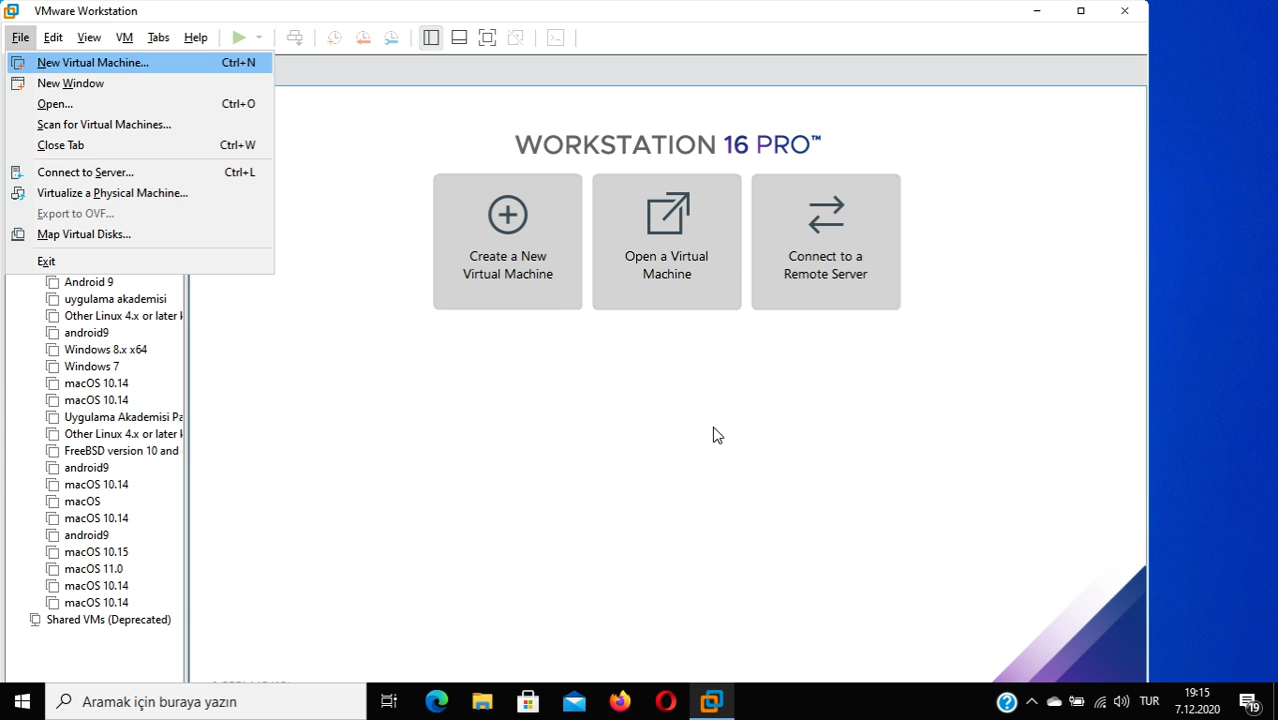 VMware Workstation
File Edit View VM Tabs Help
New Virtual Machine... Ctrl+N
New Window
Open... Ctrl+O
Scan for Virtual Machines...
Close Tab Ctrl+W
Connect to Server... Ctrl+L
Virtualize a Physical Machine...
Export to OVF...
Map Virtual Disks...
Exit
Android 9
uygulama akademisi
Other Linux 4.x or later
android9
Windows 8.x x64
Windows 7
macOS 10.14
macOS 10.14
Uygulama Akademisi Pa
Other Linux 4.x or later
FreeBSD version 10 and
android9
macOS 10.14
macOS
macOS 10.14
android9
macOS 10.15
macOS 11.0
macOS 10.14
macOS 10.14
Shared VMs (Deprecated)
WORKSTATION 16 PRO™
Create a New
Virtual Machine
Open a Virtual
Machine
Connect to a
Remote Server
Aramak için buraya yazın
TUR
19:15
7.12.2020
19